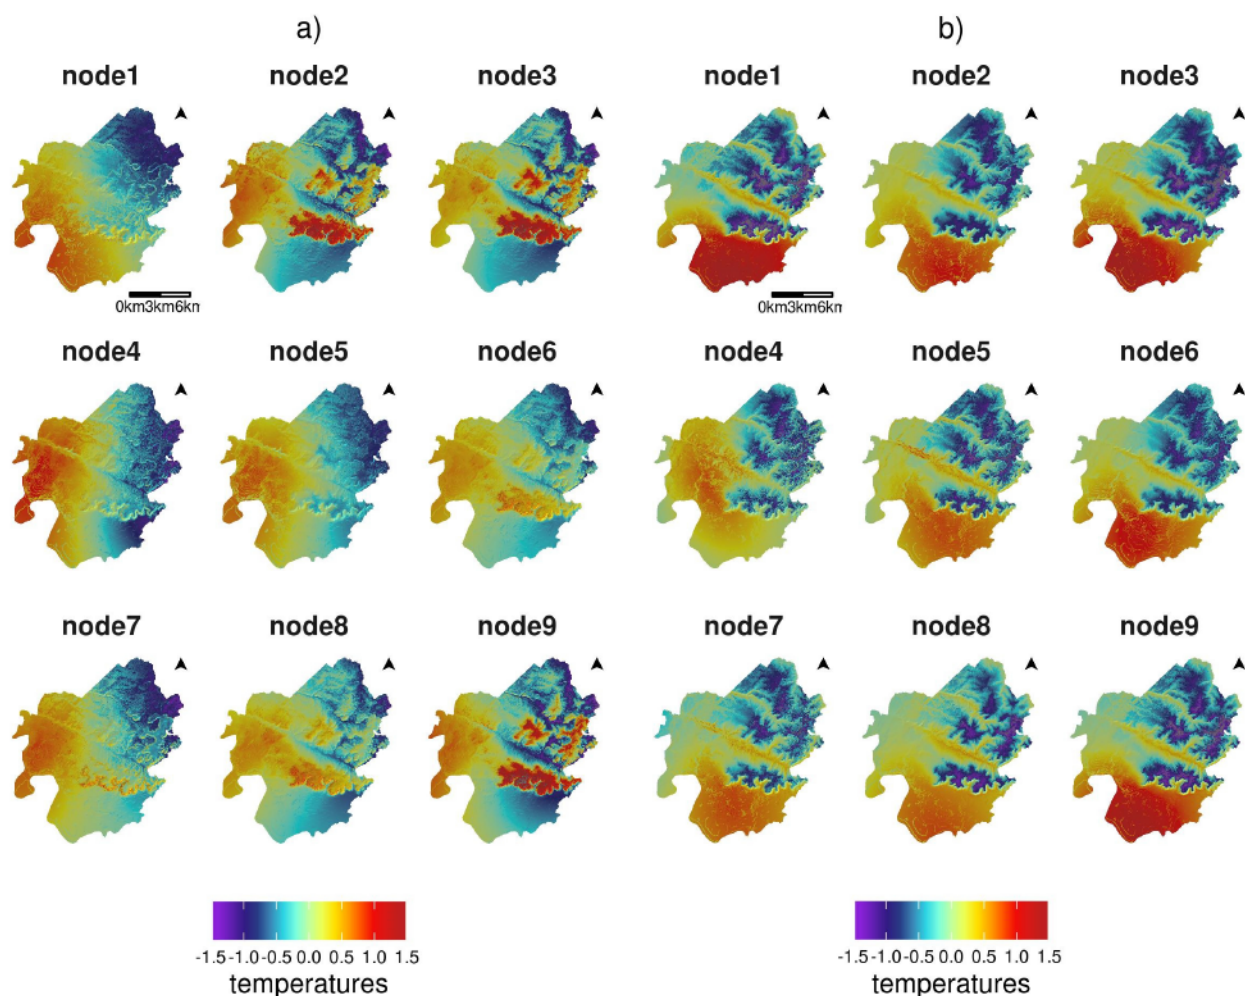 a) b)
node1 node2 node3 node1 node2 node3
0km3km6km 0km3km6km
node4 node5 node6 node4 node5 node6
node7 node8 node9 node7 node8 node9
-1.5 -1.0 -0.5 0.0 0.5 1.0 1.5 -1.5 -1.0 -0.5 0.0 0.5 1.0 1.5
temperatures temperatures